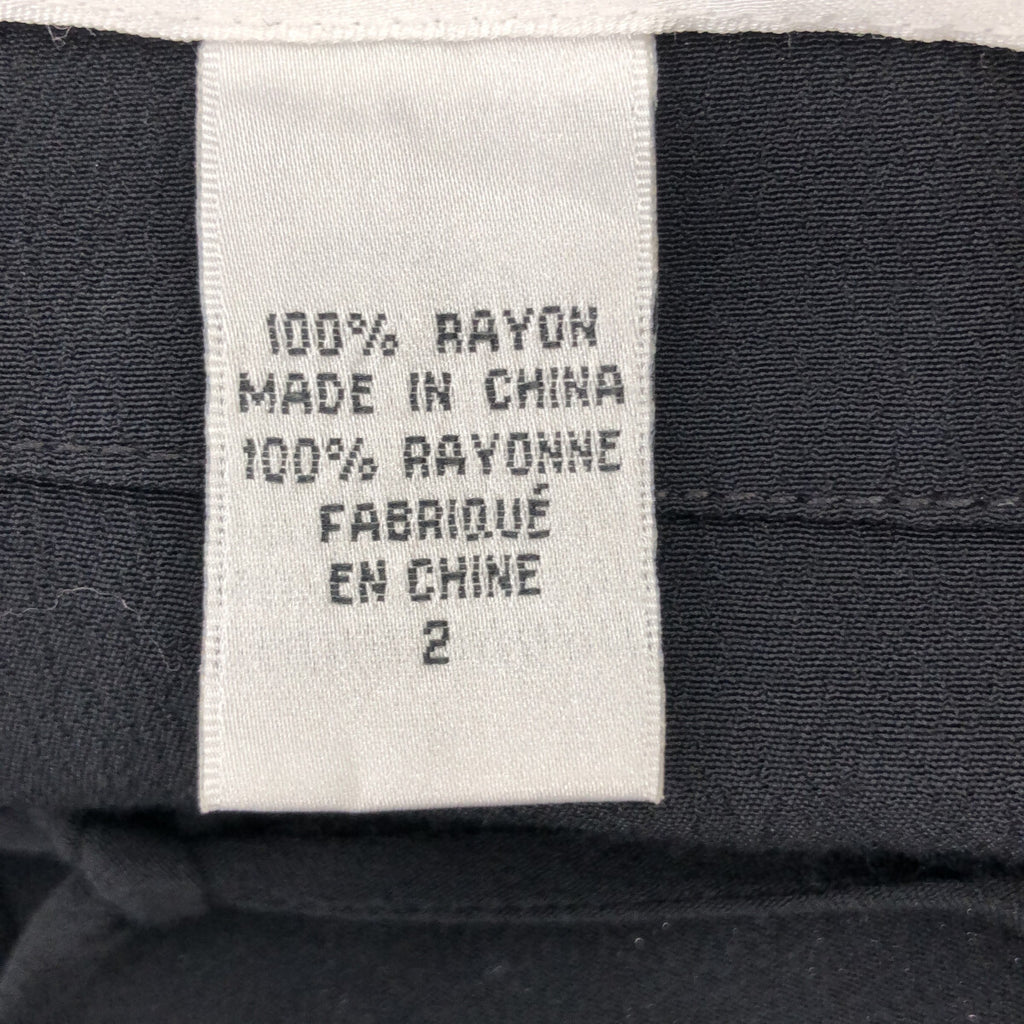 100% RAYON
MADE IN CHINA
100% RAYONNE
FABRIQUÉ
EN CHINE
2